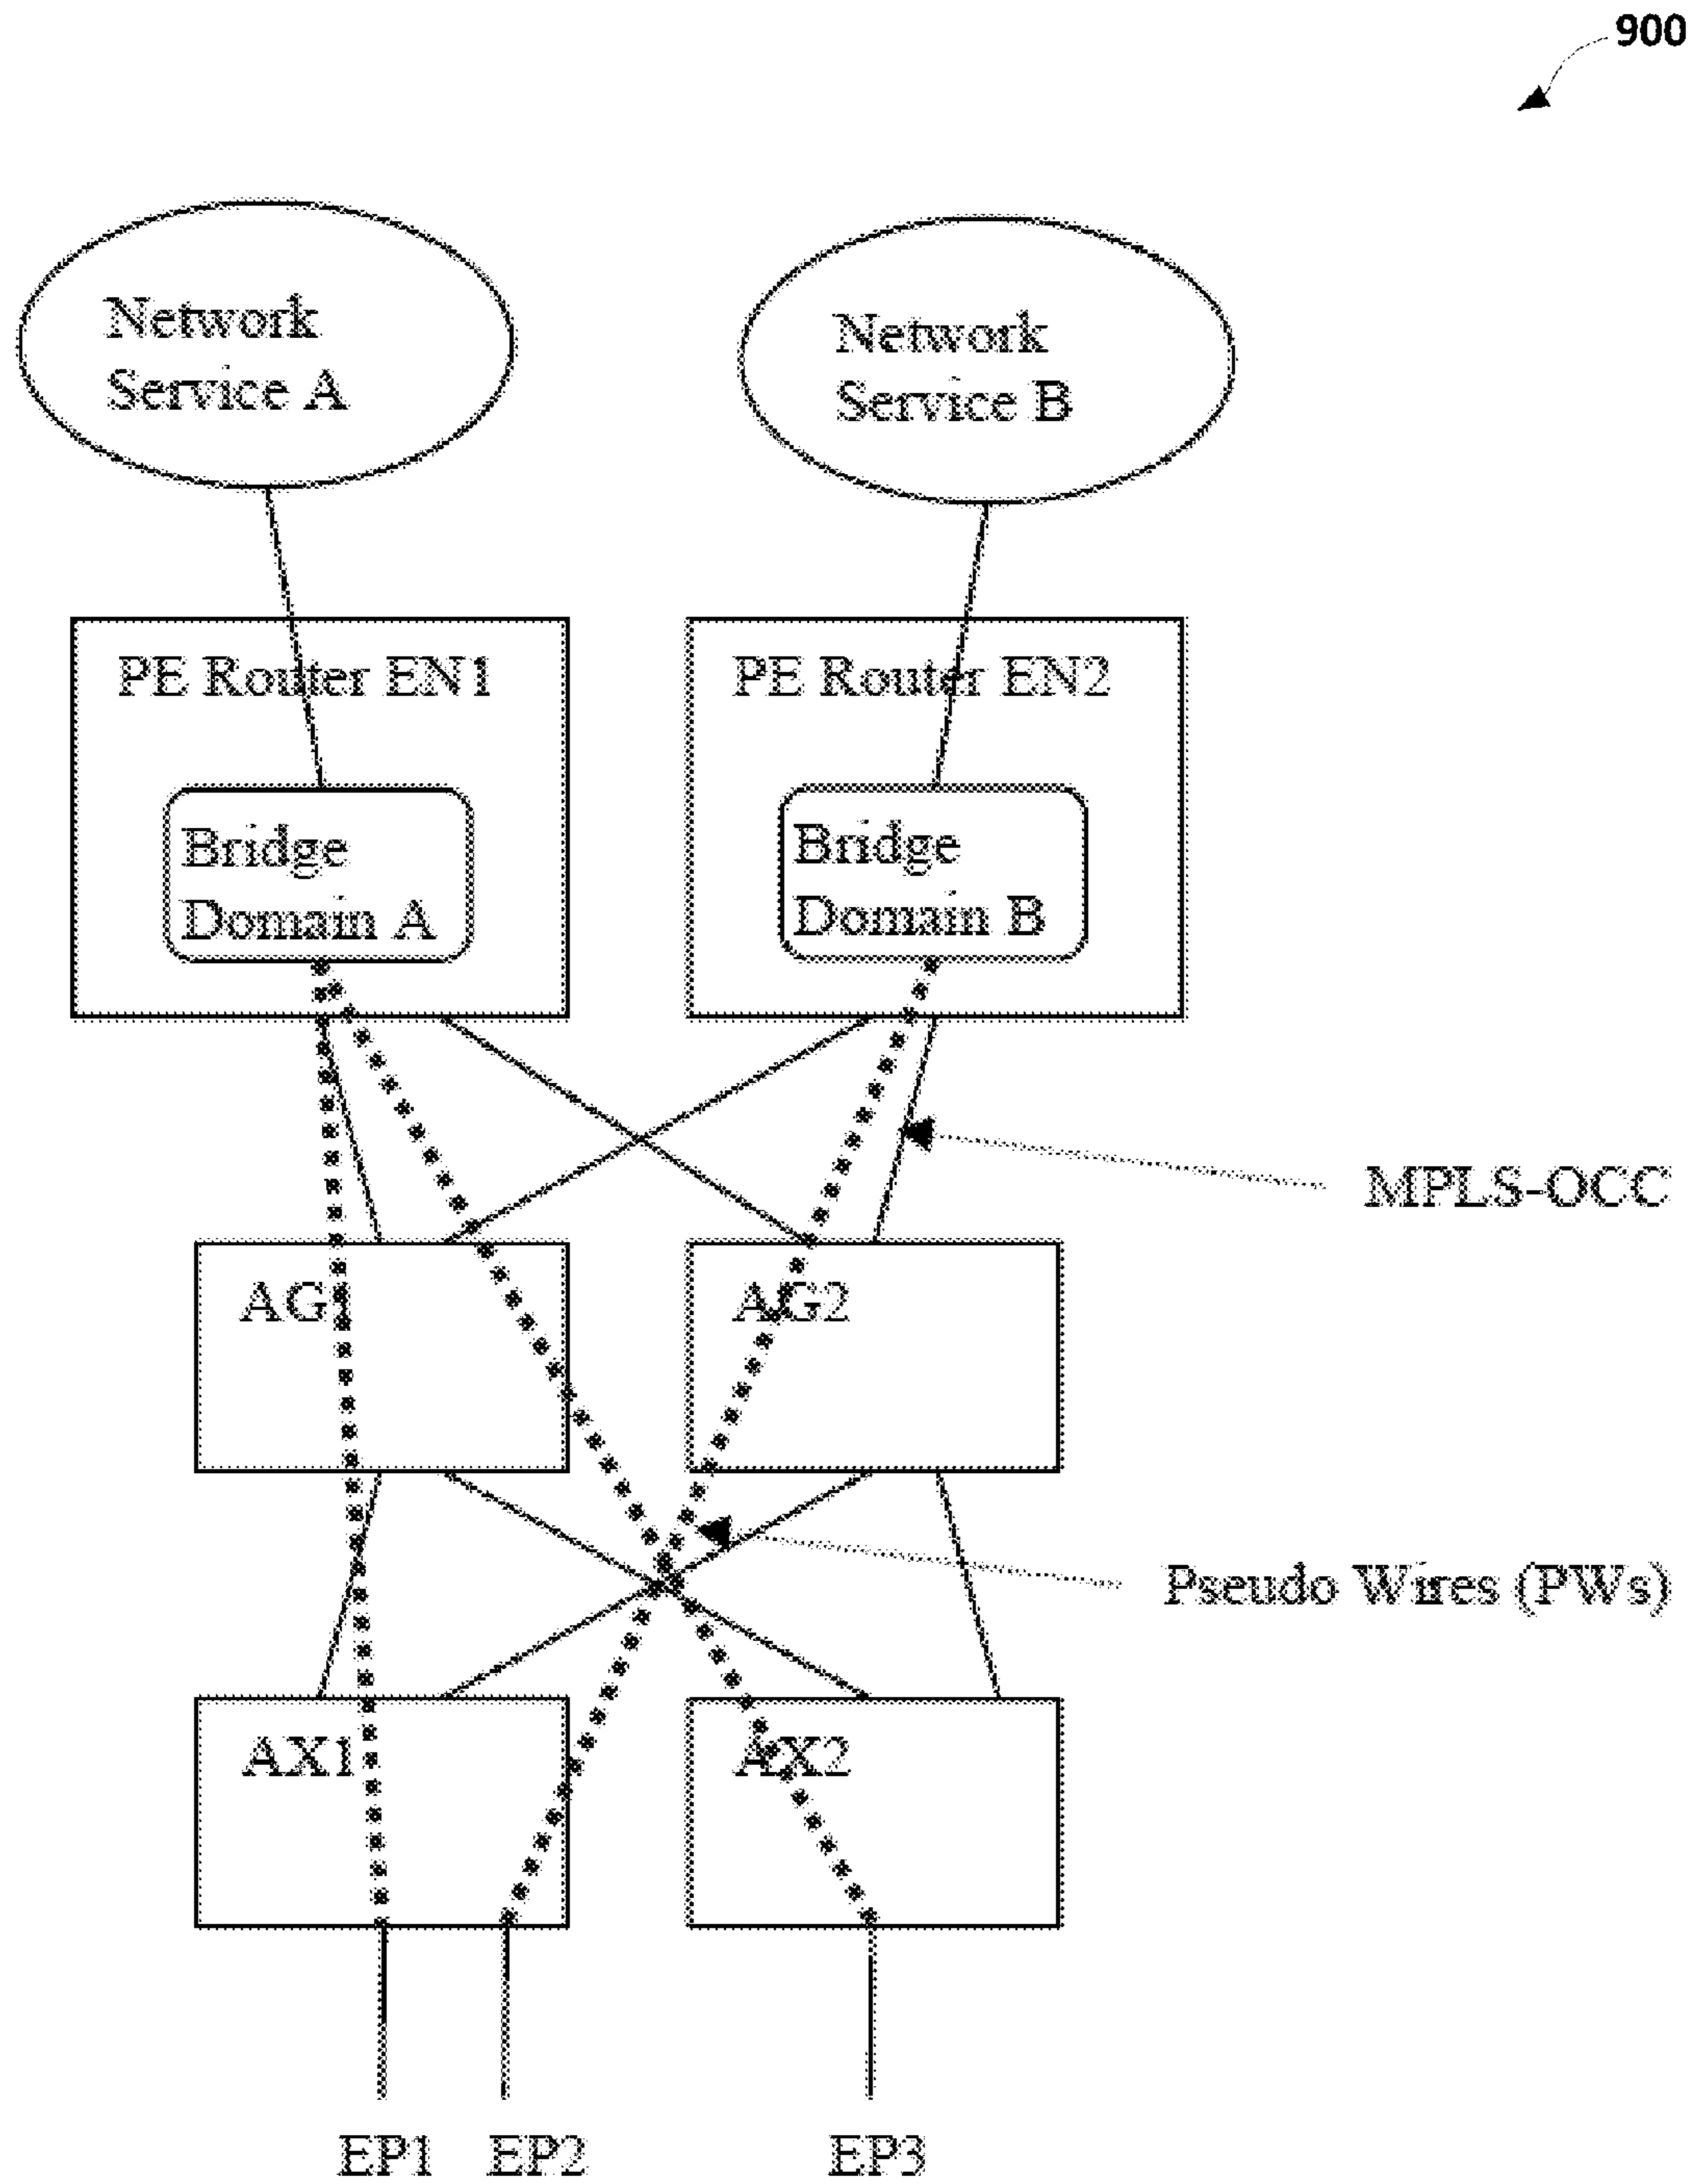 900
Network
Service A
Network
Service B
PE Router EN1
PE Router EN2
Bridge
Domain A
Bridge
Domain B
MPLS-OCC
AG1
AG2
Pseudo Wires (PWs)
AX1
AX2
EP1
EP2
EP3